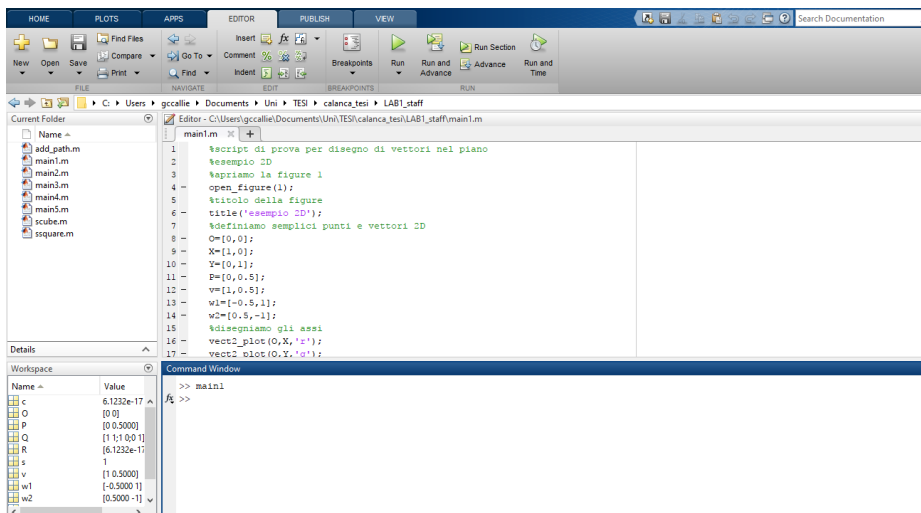 HOME PLOTS APPS EDITOR PUBLISH VIEW Search Documentation
New Open Save Find Files Compare Print
Go To Find
Insert fx
Comment
Indent
Breakpoints
Run Run and Advance Run Section Advance Run and Time
FILE NAVIGATE EDIT BREAKPOINTS RUN
C: Users gccallie Documents Uni TESI calanca_tesi LAB1_staff
Current Folder
Name
add_path.m
main1.m
main2.m
main3.m
main4.m
main5.m
scube.m
ssquare.m
Details
Editor - C:\Users\gccallie\Documents\Uni\TESI\calanca_tesi\LAB1_staff\main1.m
main1.m
1 %script di prova per disegno di vettori nel piano
2 %esempio 2D
3 %apriamo la figure 1
4 - open_figure(1);
5 %titolo della figure
6 - title('esempio 2D');
7 %definiamo semplici punti e vettori 2D
8 - O=[0,0];
9 - X=[1,0];
10 - Y=[0,1];
11 - P=[0,0.5];
12 - v=[1,0.5];
13 - w1=[-0.5,1];
14 - w2=[0.5,-1];
15 %disegniamo gli assi
16 - vect2_plot(O,X,'r');
17 - vect2_plot(O,Y,'g');
Workspace
Name Value
c 6.1232e-17
O [0 0]
P [0 0.5000]
Q [1 1;1 0;0 1]
R [6.1232e-17
s 1
v [1 0.5000]
w1 [-0.5000 1]
w2 [0.5000 -1]
Command Window
>> main1
fx >>